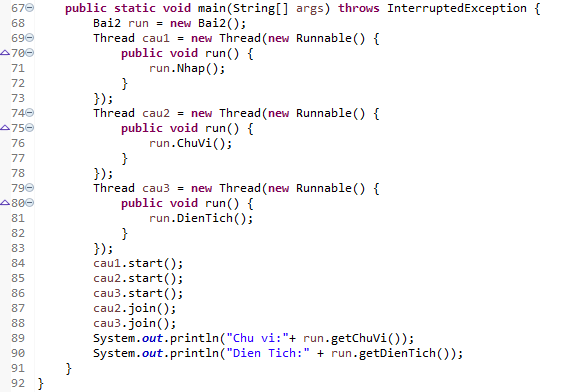 67 public static void main(String[] args) throws InterruptedException {
68 Bai2 run = new Bai2();
69 Thread cau1 = new Thread(new Runnable() {
70 public void run() {
71 run.Nhap();
72 }
73 });
74 Thread cau2 = new Thread(new Runnable() {
75 public void run() {
76 run.ChuVi();
77 }
78 });
79 Thread cau3 = new Thread(new Runnable() {
80 public void run() {
81 run.DienTich();
82 }
83 });
84 cau1.start();
85 cau2.start();
86 cau3.start();
87 cau2.join();
88 cau3.join();
89 System.out.println("Chu vi:"+ run.getChuVi());
90 System.out.println("Dien Tich:" + run.getDienTich());
91 }
92 }